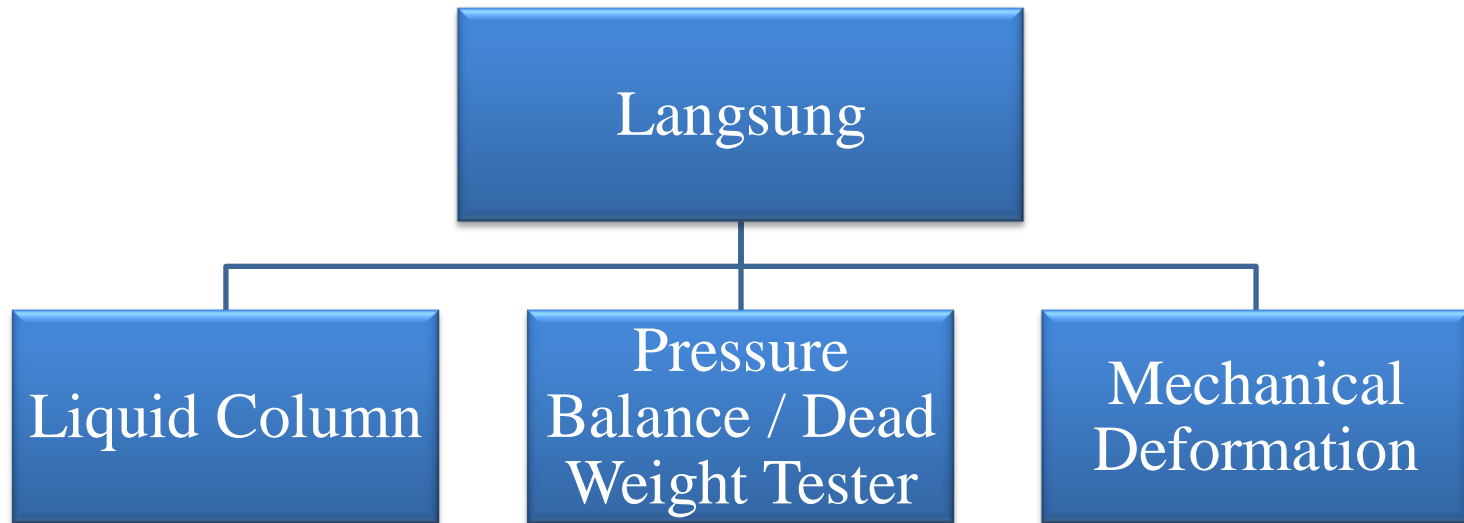 Langsung
Liquid Column
Pressure
Balance / Dead
Weight Tester
Mechanical
Deformation